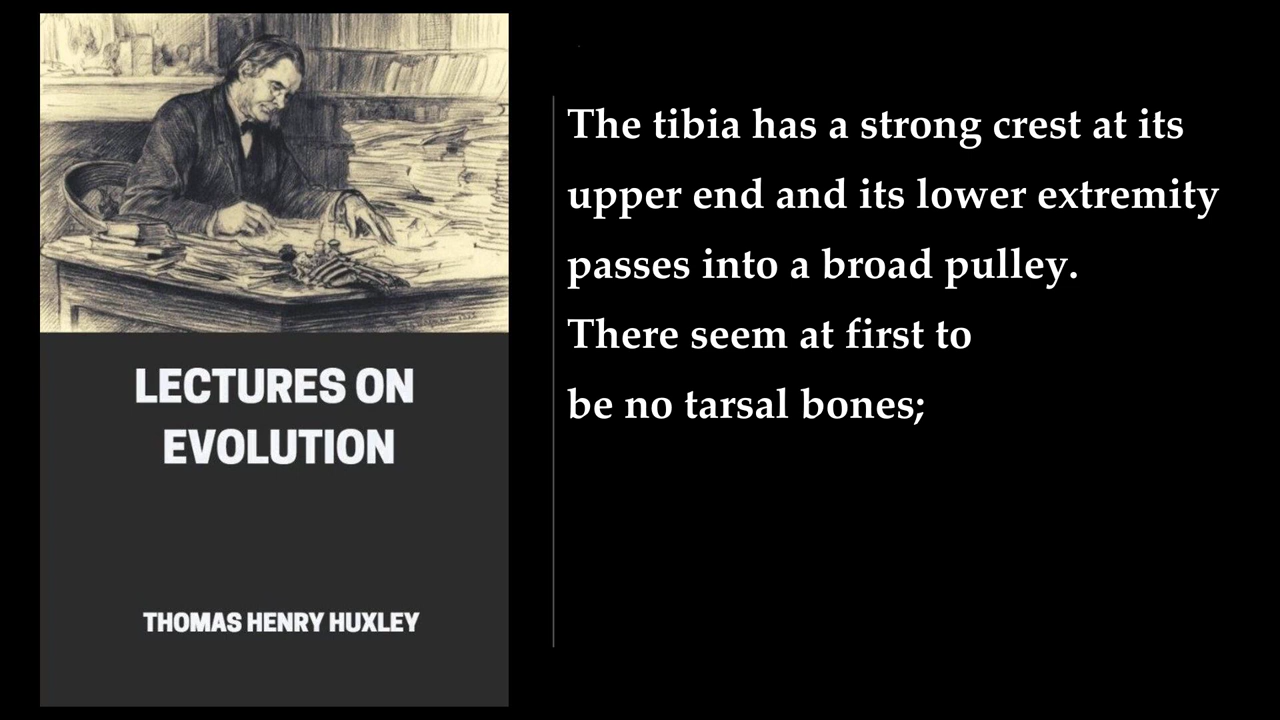 LECTURES ON
EVOLUTION
THOMAS HENRY HUXLEY
The tibia has a strong crest at its
upper end and its lower extremity
passes into a broad pulley.
There seem at first to
be no tarsal bones;